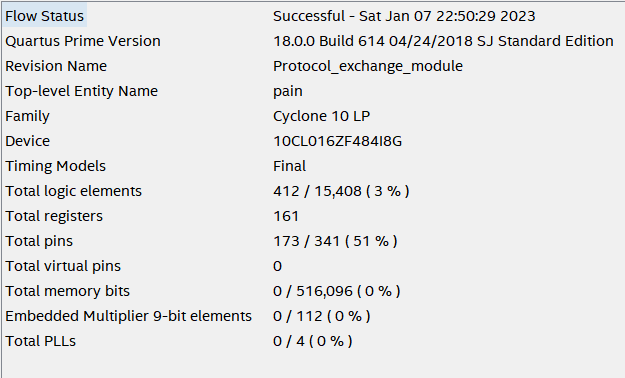 Flow Status Successful - Sat Jan 07 22:50:29 2023
Quartus Prime Version 18.0.0 Build 614 04/24/2018 SJ Standard Edition
Revision Name Protocol_exchange_module
Top-level Entity Name pain
Family Cyclone 10 LP
Device 10CL016ZF484I8G
Timing Models Final
Total logic elements 412 / 15,408 ( 3 % )
Total registers 161
Total pins 173 / 341 ( 51 % )
Total virtual pins 0
Total memory bits 0 / 516,096 ( 0 % )
Embedded Multiplier 9-bit elements 0 / 112 ( 0 % )
Total PLLs 0 / 4 ( 0 % )